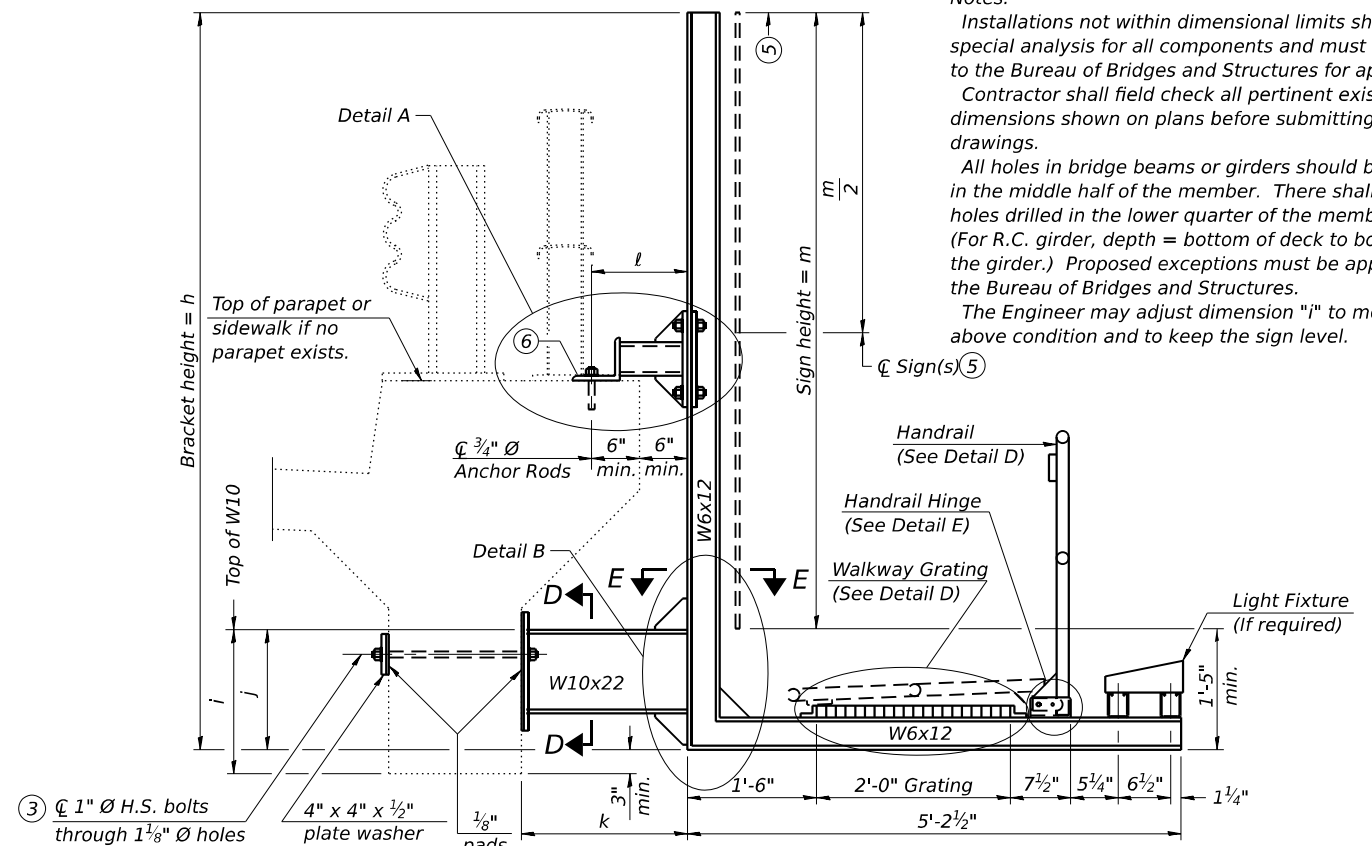 Notes:
Installations not within dimensional limits
special analysis for all components and must
to the Bureau of Bridges and Structures for
Contractor shall field check all pertinent
dimensions shown on plans before submitting
drawings.
All holes in bridge beams or girders should
in the middle half of the member. There
holes drilled in the lower quarter of the
(For R.C. girder, depth = bottom of deck to
the girder.) Proposed exceptions must be
the Bureau of Bridges and Structures.
The Engineer may adjust dimension "i" to
above condition and to keep the sign level.
5
Detail A
m
2
Sign height = m
ℓ
Bracket height = h
Top of parapet or
sidewalk if no
parapet exists.
6
℄ Sign(s) 5
℄ ¾" Ø
Anchor Rods
6"
min.
6"
min.
Handrail
(See Detail D)
Top of W10
W6x12
Handrail Hinge
(See Detail E)
Detail B
E
E
Walkway Grating
(See Detail D)
D
Light Fixture
(If required)
i
j
W10x22
1'-5"
min.
W6x12
D
1'-6"
2'-0" Grating
7½"
5¼"
6½"
1¼"
3"
min.
3
℄ 1" Ø H.S. bolts
through 1⅛" Ø holes
4" x 4" x ½"
plate washer
⅛"
pads
k
5'-2½"